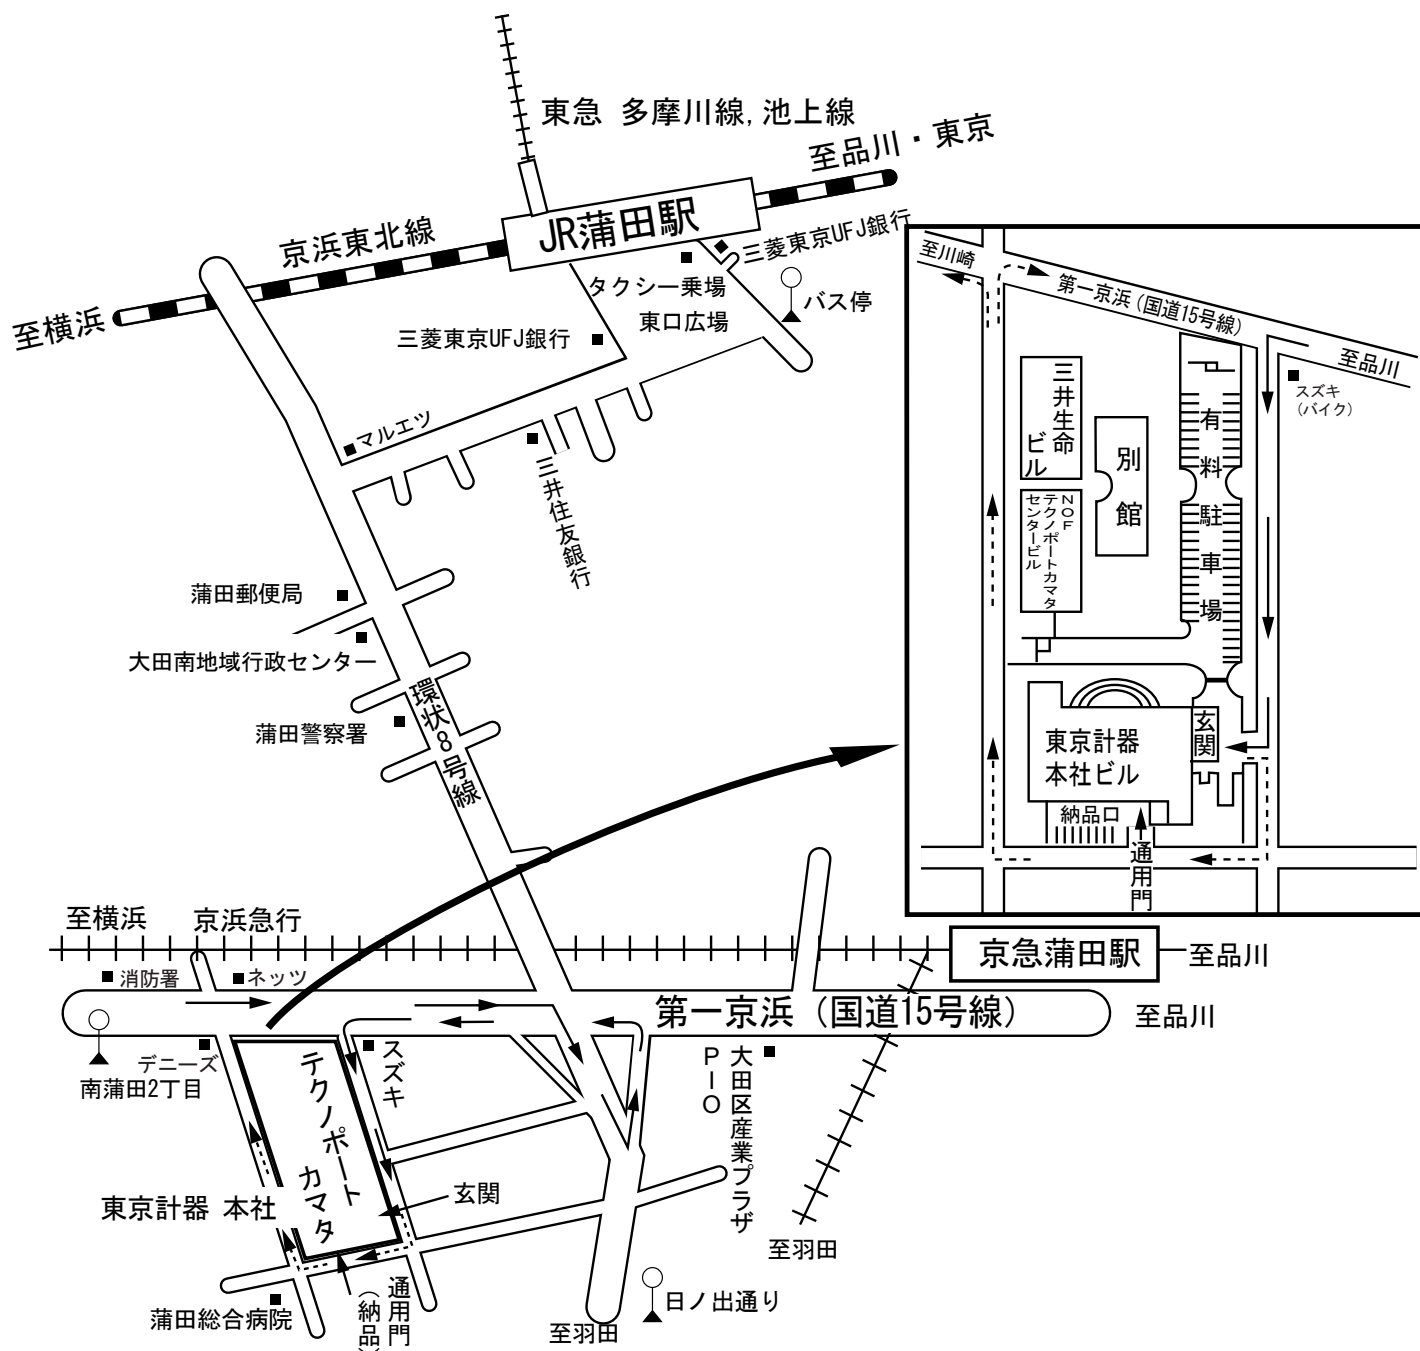 東急 多摩川線,池上線
至品川・東京
JR蒲田駅
京浜東北線
至横浜
三菱東京UFJ銀行
タクシー乗場
東口広場
バス停
三菱東京UFJ銀行
マルエツ
三井住友銀行
蒲田郵便局
大田南地域行政センター
蒲田警察署
環状8号線
至川崎
第一京浜(国道15号線)
至品川
スズキ
(バイク)
三井生命
ビル
別館
有料駐車場
NOF
テクノポートカマタ
センタービル
玄関
東京計器
本社ビル
納品口
通用門
至横浜
京浜急行
京急蒲田駅
至品川
消防署
ネッツ
第一京浜(国道15号線)
至品川
南蒲田2丁目
デニーズ
スズキ
大田区産業プラザ
PIO
テクノポート
カマタ
東京計器 本社
玄関
至羽田
蒲田総合病院
通用門
(納品)
至羽田
日ノ出通り